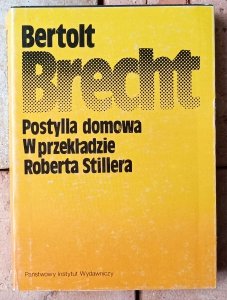 Bertolt
Brecht
Postylla domowa
W przekładzie
Roberta Stillera
Państwowy Instytut Wydawniczy